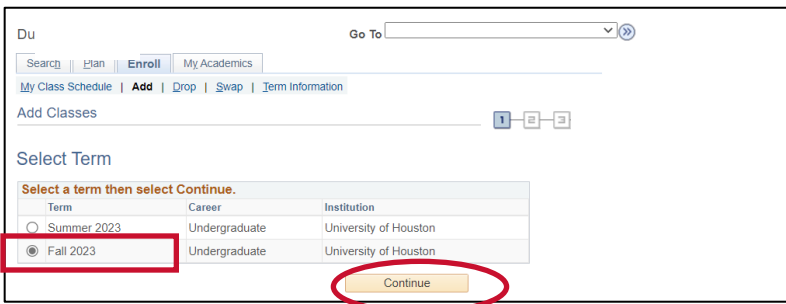 Du Go To
Search Plan Enroll My Academics
My Class Schedule | Add | Drop | Swap | Term Information
Add Classes 1 2 3
Select Term
Select a term then select Continue.
Term Career Institution
Summer 2023 Undergraduate University of Houston
Fall 2023 Undergraduate University of Houston
Continue